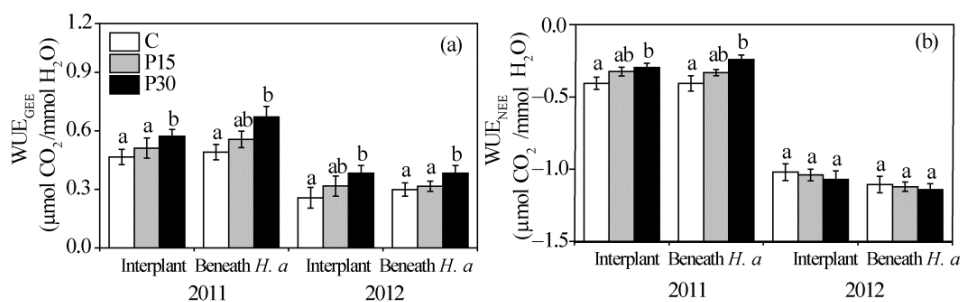 1.2
0.9
0.6
0.3
0.0
WUE_GEE
(μmol CO₂/mmol H₂O)
C
P15
P30
(a)
a a b
a ab b
a ab b
a a b
Interplant Beneath H. a Interplant Beneath H. a
2011 2012
0.0
−0.5
−1.0
−1.5
WUE_NEE
(μmol CO₂/mmol H₂O)
(b)
a ab b
a ab b
a a a
a a a
Interplant Beneath H. a Interplant Beneath H. a
2011 2012